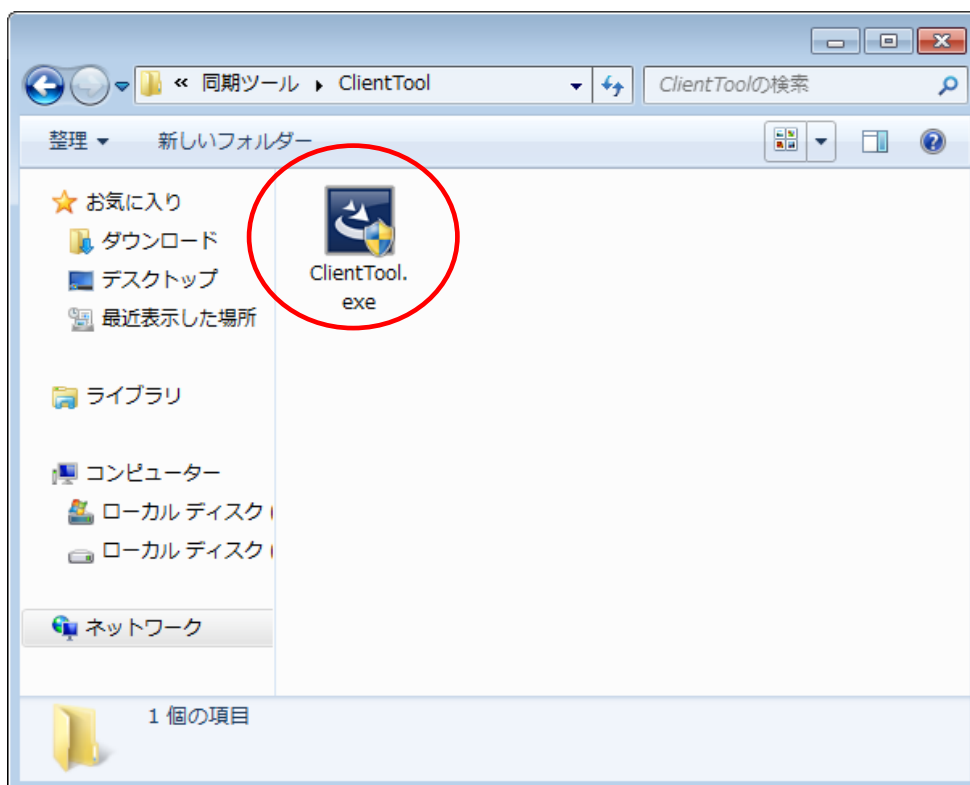 « 同期ツール ▸ ClientTool
ClientToolの検索
整理 ▼ 新しいフォルダー
お気に入り
ダウンロード
デスクトップ
最近表示した場所
ライブラリ
コンピューター
ローカル ディスク (
ローカル ディスク (
ネットワーク
ClientTool.
exe
1 個の項目